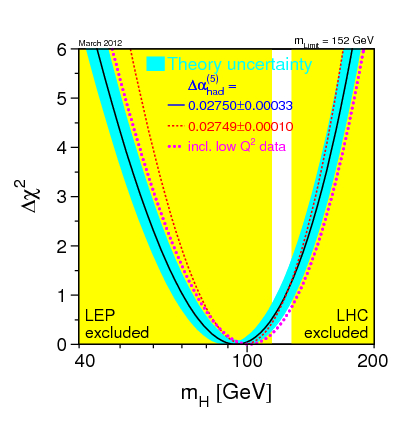 March 2012
m_Limit = 152 GeV
Theory uncertainty
Δα_had^(5) =
0.02750±0.00033
0.02749±0.00010
incl. low Q² data
Δχ²
6
5
4
3
2
1
0
LEP
excluded
LHC
excluded
40
100
200
m_H [GeV]